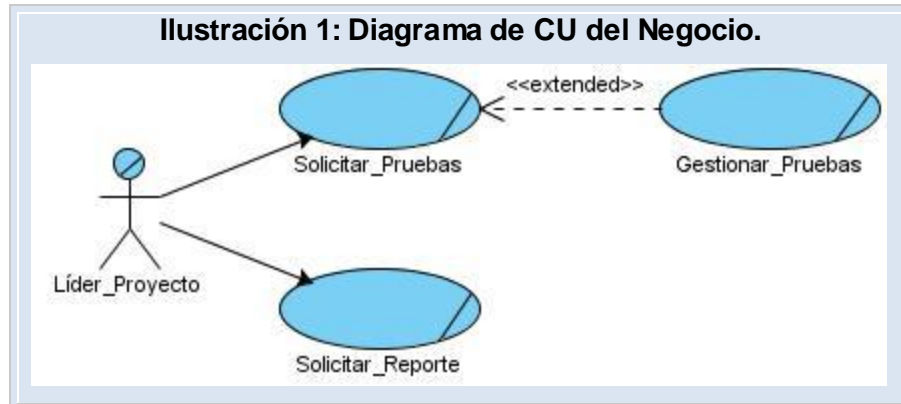 Ilustración 1: Diagrama de CU del Negocio.
<<extended>>
Solicitar_Pruebas
Gestionar_Pruebas
Líder_Proyecto
Solicitar_Reporte